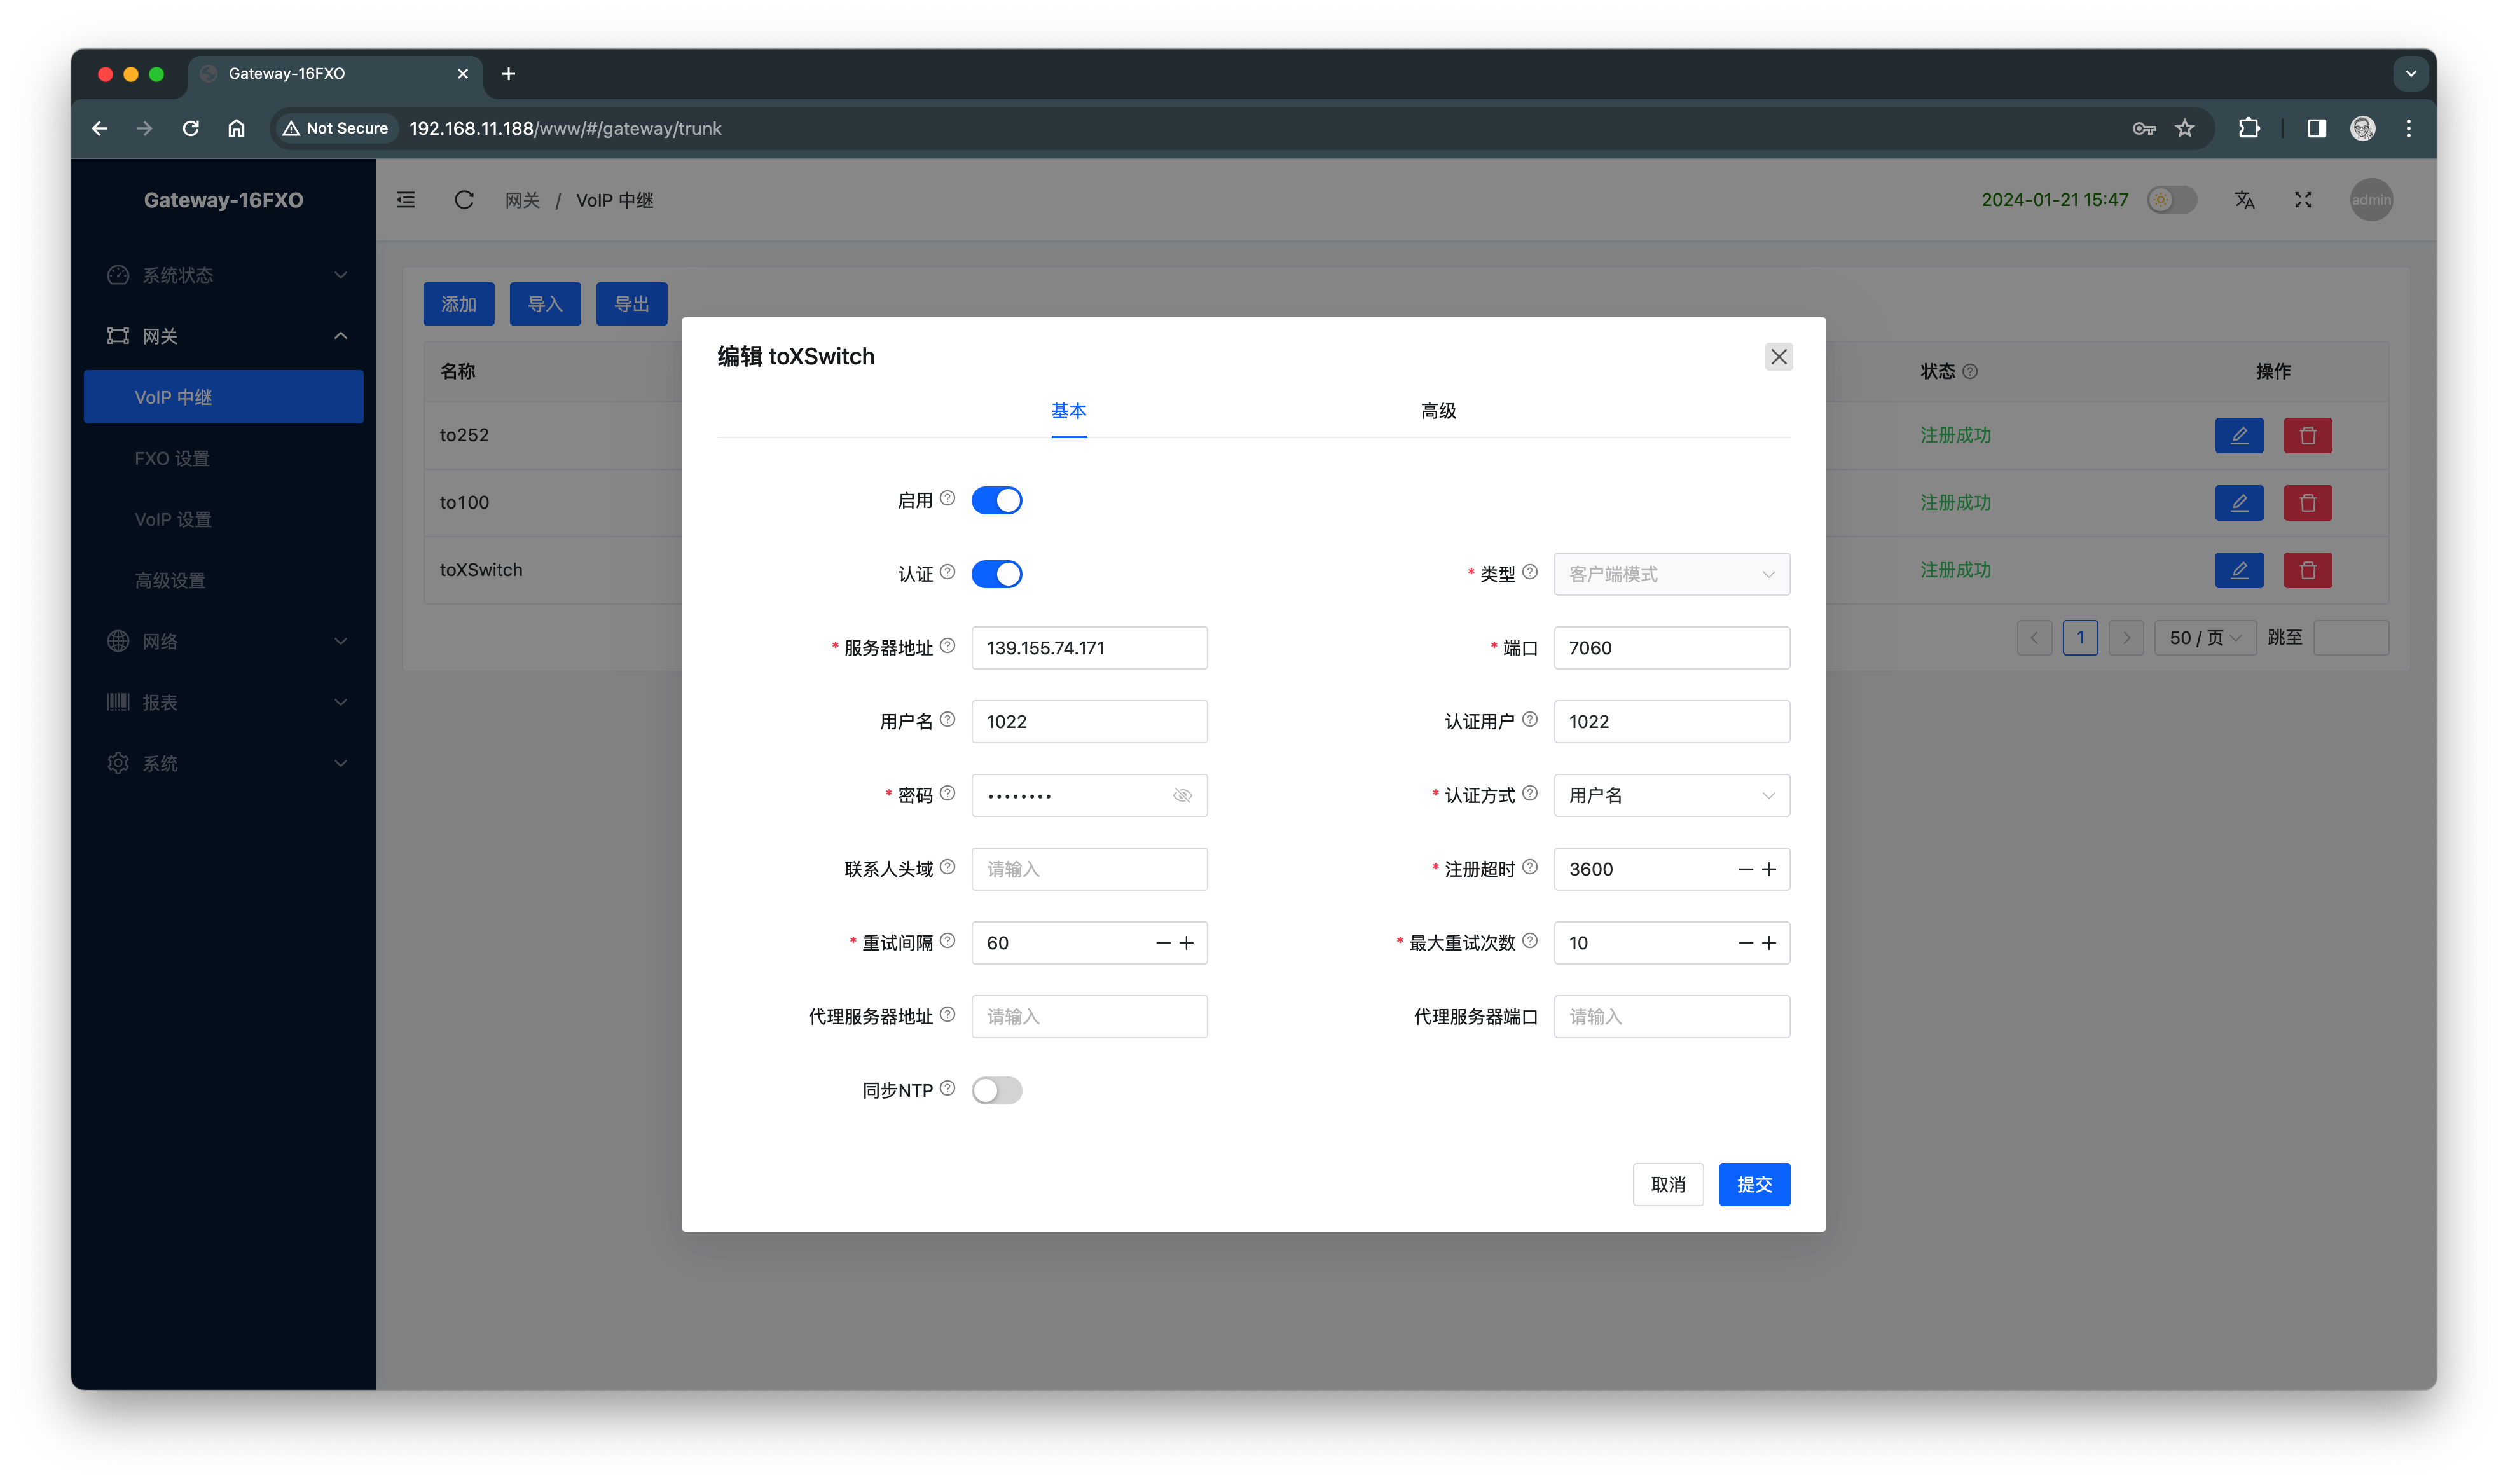 Gateway-16FXO
Not Secure
192.168.11.188/www/#/gateway/trunk
Gateway-16FXO
系统状态
网关
VoIP 中继
FXO 设置
VoIP 设置
高级设置
网络
报表
系统
网关 / VoIP 中继
2024-01-21 15:47
admin
添加 导入 导出
名称 状态 操作
to252 注册成功
to100 注册成功
toXSwitch 注册成功
1 50 / 页 跳至
编辑 toXSwitch
基本 高级
启用
认证 * 类型 客户端模式
* 服务器地址 139.155.74.171 * 端口 7060
用户名 1022 认证用户 1022
* 密码 •••••••• * 认证方式 用户名
联系人头域 请输入 * 注册超时 3600
* 重试间隔 60 * 最大重试次数 10
代理服务器地址 请输入 代理服务器端口 请输入
同步NTP
取消 提交